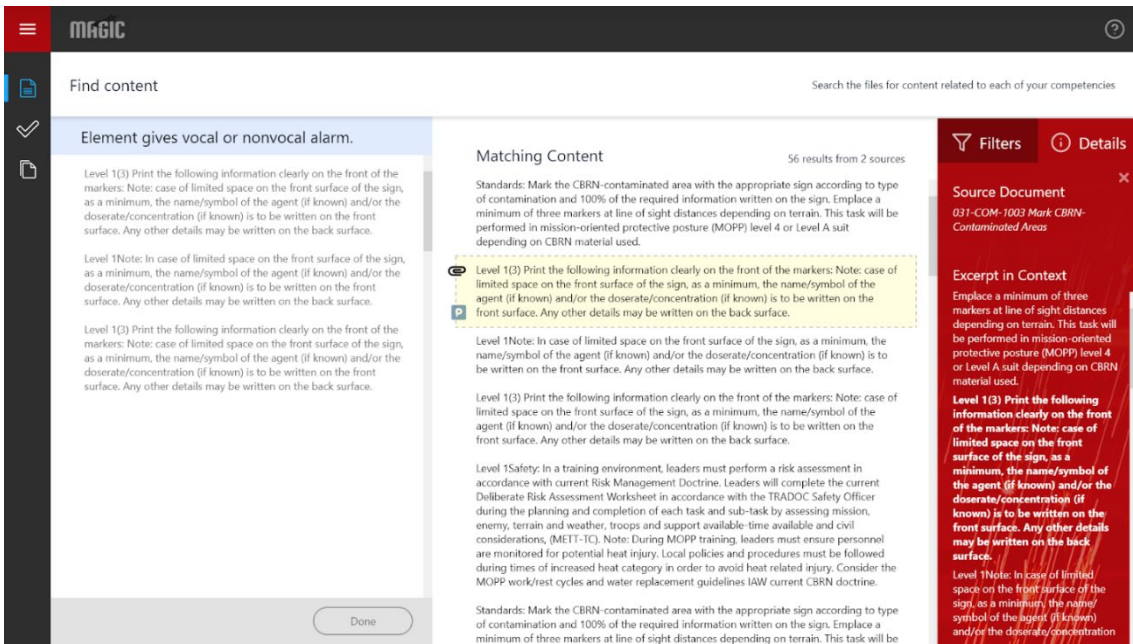 MAGIC
Find content
Search the files for content related to each of your competencies
Element gives vocal or nonvocal alarm.
Level 1(3) Print the following information clearly on the front of the
markers: Note: case of limited space on the front surface of the sign,
as a minimum, the name/symbol of the agent (if known) and/or the
doserate/concentration (if known) is to be written on the front
surface. Any other details may be written on the back surface.
Level 1Note: In case of limited space on the front surface of the sign,
as a minimum, the name/symbol of the agent (if known) and/or the
doserate/concentration (if known) is to be written on the front
surface. Any other details may be written on the back surface.
Level 1(3) Print the following information clearly on the front of the
markers: Note: case of limited space on the front surface of the sign,
as a minimum, the name/symbol of the agent (if known) and/or the
doserate/concentration (if known) is to be written on the front
surface. Any other details may be written on the back surface.
Done
Matching Content
56 results from 2 sources
Standards: Mark the CBRN-contaminated area with the appropriate sign according to type
of contamination and 100% of the required information written on the sign. Emplace a
minimum of three markers at line of sight distances depending on terrain. This task will be
performed in mission-oriented protective posture (MOPP) level 4 or Level A suit
depending on CBRN material used.
Level 1(3) Print the following information clearly on the front of the markers: Note: case of
limited space on the front surface of the sign, as a minimum, the name/symbol of the
agent (if known) and/or the doserate/concentration (if known) is to be written on the
front surface. Any other details may be written on the back surface.
P
Level 1Note: In case of limited space on the front surface of the sign, as a minimum, the
name/symbol of the agent (if known) and/or the doserate/concentration (if known) is to
be written on the front surface. Any other details may be written on the back surface.
Level 1(3) Print the following information clearly on the front of the markers: Note: case of
limited space on the front surface of the sign, as a minimum, the name/symbol of the
agent (if known) and/or the doserate/concentration (if known) is to be written on the
front surface. Any other details may be written on the back surface.
Level 1Safety: In a training environment, leaders must perform a risk assessment in
accordance with current Risk Management Doctrine. Leaders will complete the current
Deliberate Risk Assessment Worksheet in accordance with the TRADOC Safety Officer
during the planning and completion of each task and sub-task by assessing mission,
enemy, terrain and weather, troops and support available-time available and civil
considerations, (METT-TC). Note: During MOPP training, leaders must ensure personnel
are monitored for potential heat injury. Local policies and procedures must be followed
during times of increased heat category in order to avoid heat related injury. Consider the
MOPP work/rest cycles and water replacement guidelines IAW current CBRN doctrine.
Standards: Mark the CBRN-contaminated area with the appropriate sign according to type
of contamination and 100% of the required information written on the sign. Emplace a
minimum of three markers at line of sight distances depending on terrain. This task will be
Filters
Details
Source Document
031-COM-1003 Mark CBRN-
Contaminated Areas
Excerpt in Context
Emplace a minimum of three
markers at line of sight distances
depending on terrain. This task will
be performed in mission-oriented
protective posture (MOPP) level 4
or Level A suit depending on CBRN
material used.
Level 1(3) Print the following
information clearly on the front
of the markers: Note: case of
limited space on the front
surface of the sign, as a
minimum, the name/symbol of
the agent (if known) and/or the
doserate/concentration (if
known) is to be written on the
front surface. Any other details
may be written on the back
surface.
Level 1Note: In case of limited
space on the front surface of the
sign, as a minimum, the name/
symbol of the agent (if known)
and/or the doserate/concentration